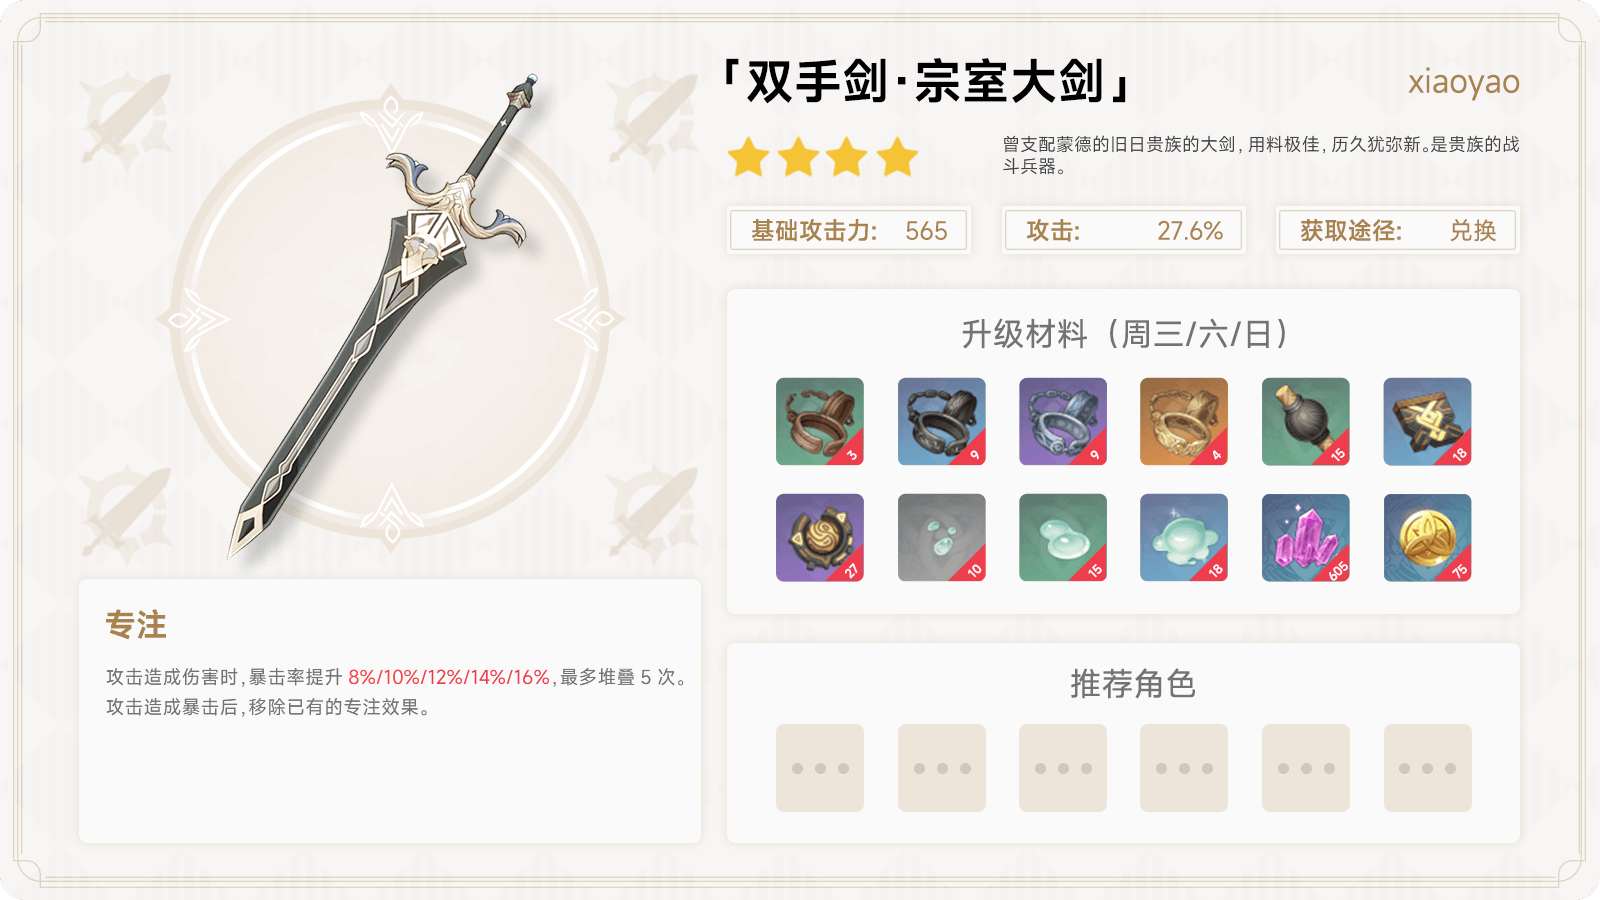 「双手剑·宗室大剑」
xiaoyao
曾支配蒙德的旧日贵族的大剑，用料极佳，历久犹弥新。是贵族的战
斗兵器。
基础攻击力: 565
攻击: 27.6%
获取途径: 兑换
升级材料（周三/六/日）
3 9 9 4 15 18
27 10 15 18 605 75
专注
攻击造成伤害时,暴击率提升 8%/10%/12%/14%/16%,最多堆叠 5 次。
攻击造成暴击后,移除已有的专注效果。
推荐角色